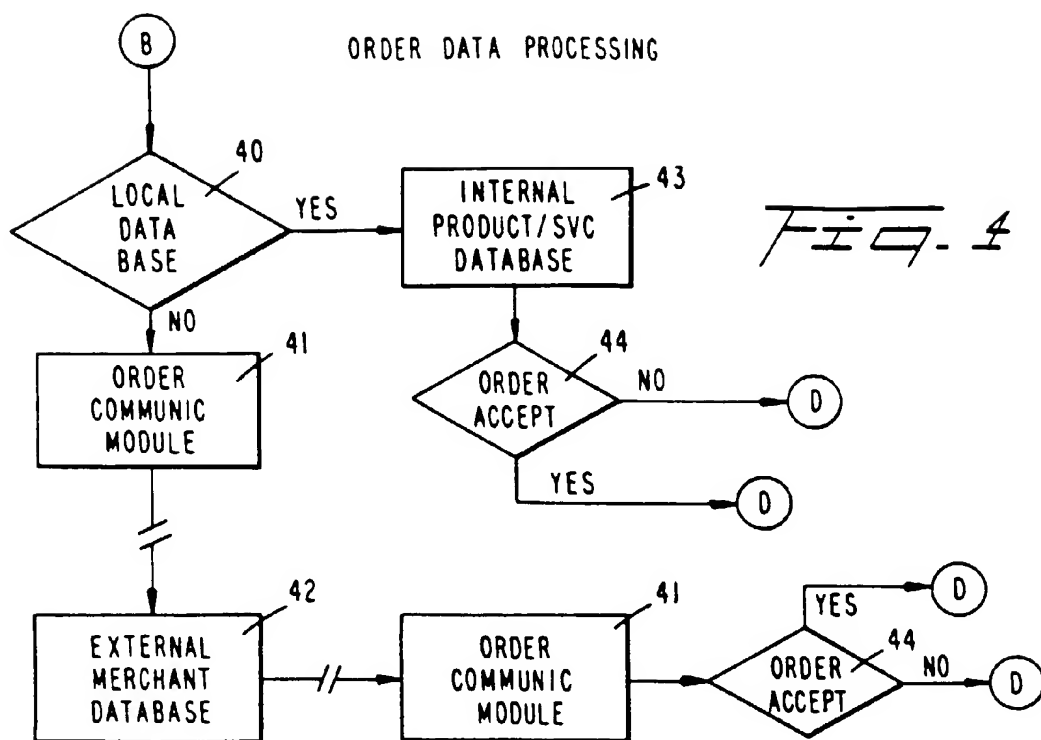 B
ORDER DATA PROCESSING
40
LOCAL
DATA
BASE
YES
NO
43
INTERNAL
PRODUCT/SVC
DATABASE
Fig. 4
41
ORDER
COMMUNIC
MODULE
44
ORDER
ACCEPT
NO
D
YES
D
42
EXTERNAL
MERCHANT
DATABASE
41
ORDER
COMMUNIC
MODULE
44
ORDER
ACCEPT
YES
D
NO
D